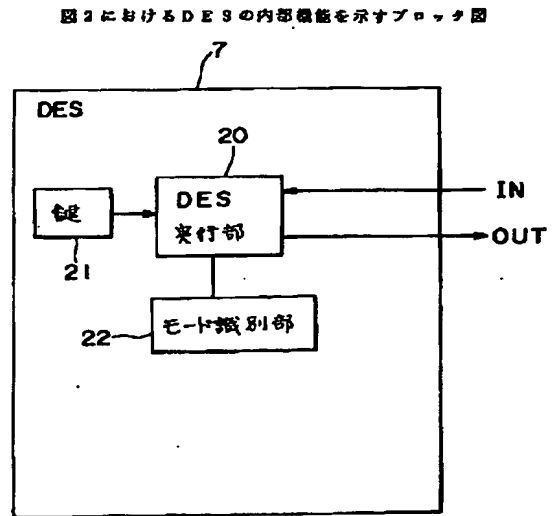 図2におけるDESの内部機能を示すブロック図
7
DES
20
DES
実行部
IN
OUT
鍵
21
22
モード識別部